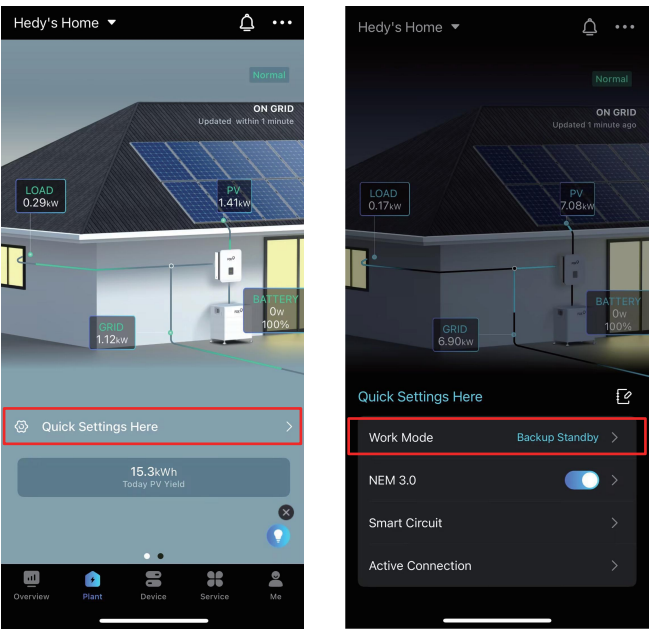 Hedy's Home
Normal
ON GRID
Updated within 1 minute
LOAD
0.29kw
PV
1.41kw
BATTERY
0w
100%
GRID
1.12kw
Quick Settings Here
15.3kWh
Today PV Yield
Overview
Plant
Device
Service
Me
Hedy's Home
Normal
ON GRID
Updated 1 minute ago
LOAD
0.17kw
PV
7.08kw
BATTERY
0w
100%
GRID
6.90kw
Quick Settings Here
Work Mode Backup Standby
NEM 3.0
Smart Circuit
Active Connection